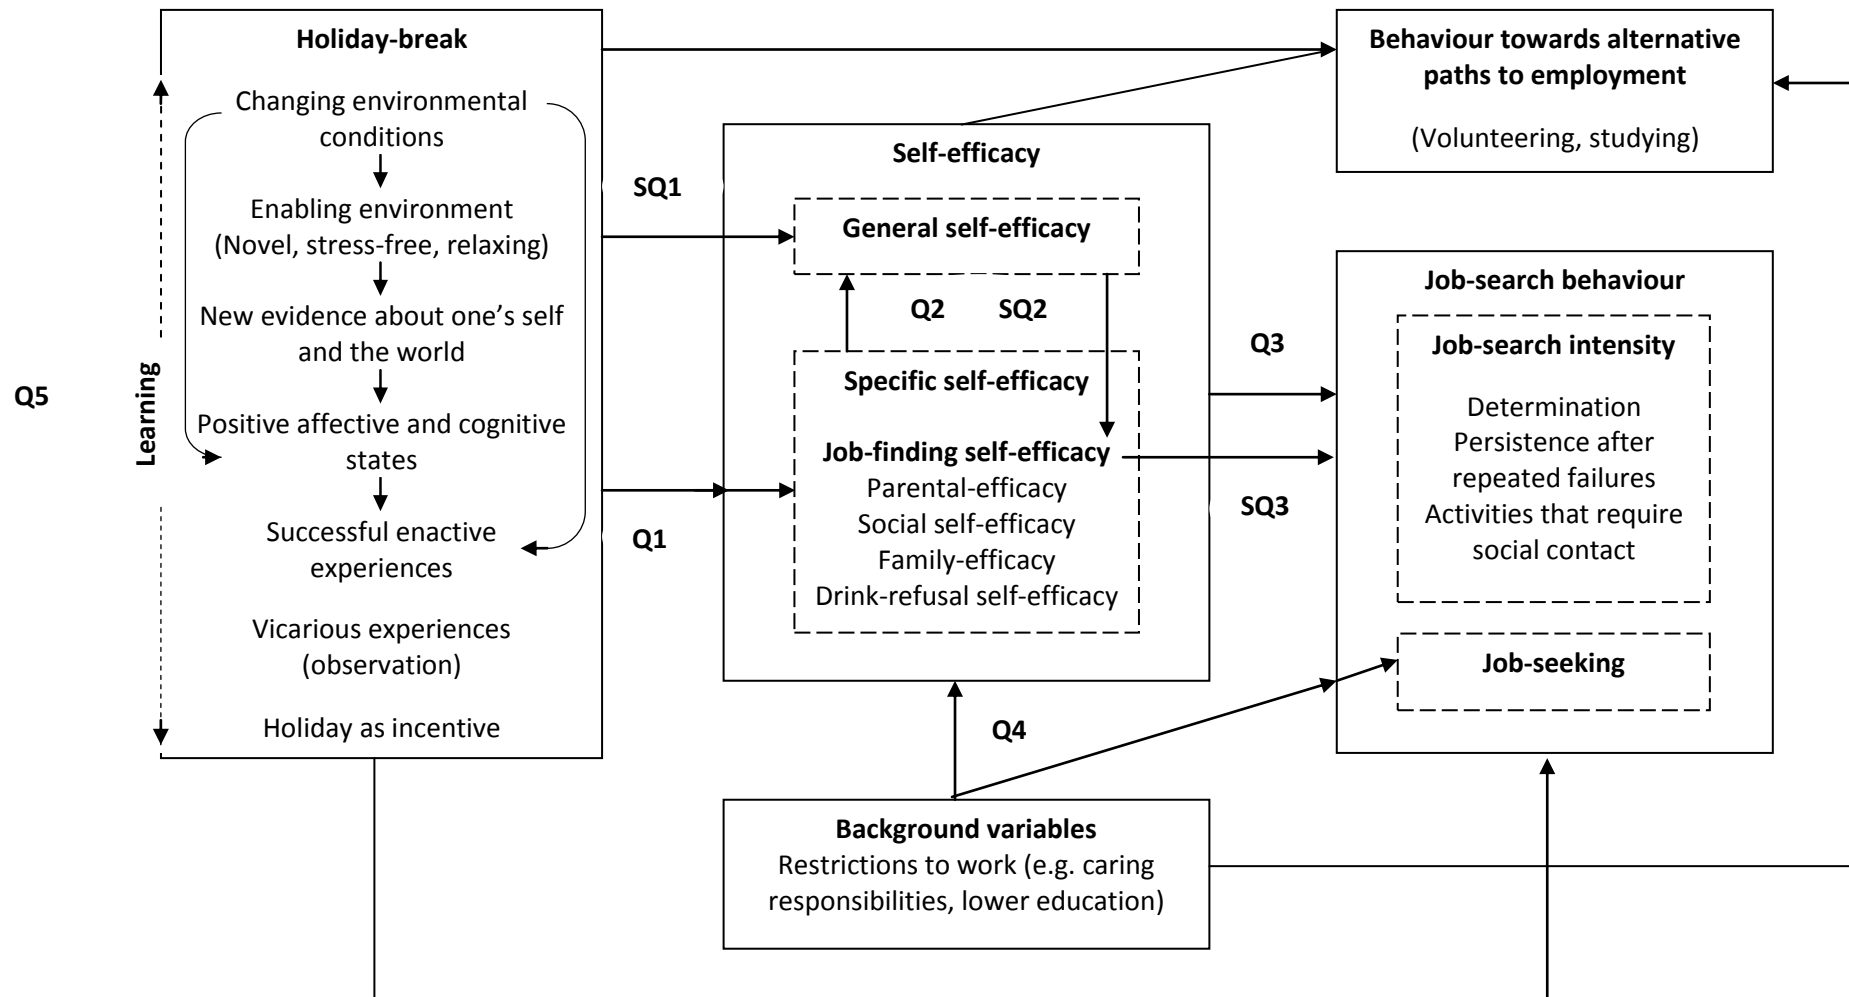 Q5
Learning
Holiday-break
Changing environmental
conditions
Enabling environment
(Novel, stress-free, relaxing)
New evidence about one's self
and the world
Positive affective and cognitive
states
Successful enactive
experiences
Vicarious experiences
(observation)
Holiday as incentive
SQ1
Q1
Self-efficacy
General self-efficacy
Q2
SQ2
Specific self-efficacy
Job-finding self-efficacy
Parental-efficacy
Social self-efficacy
Family-efficacy
Drink-refusal self-efficacy
Q4
Background variables
Restrictions to work (e.g. caring
responsibilities, lower education)
Q3
SQ3
Behaviour towards alternative
paths to employment
(Volunteering, studying)
Job-search behaviour
Job-search intensity
Determination
Persistence after
repeated failures
Activities that require
social contact
Job-seeking